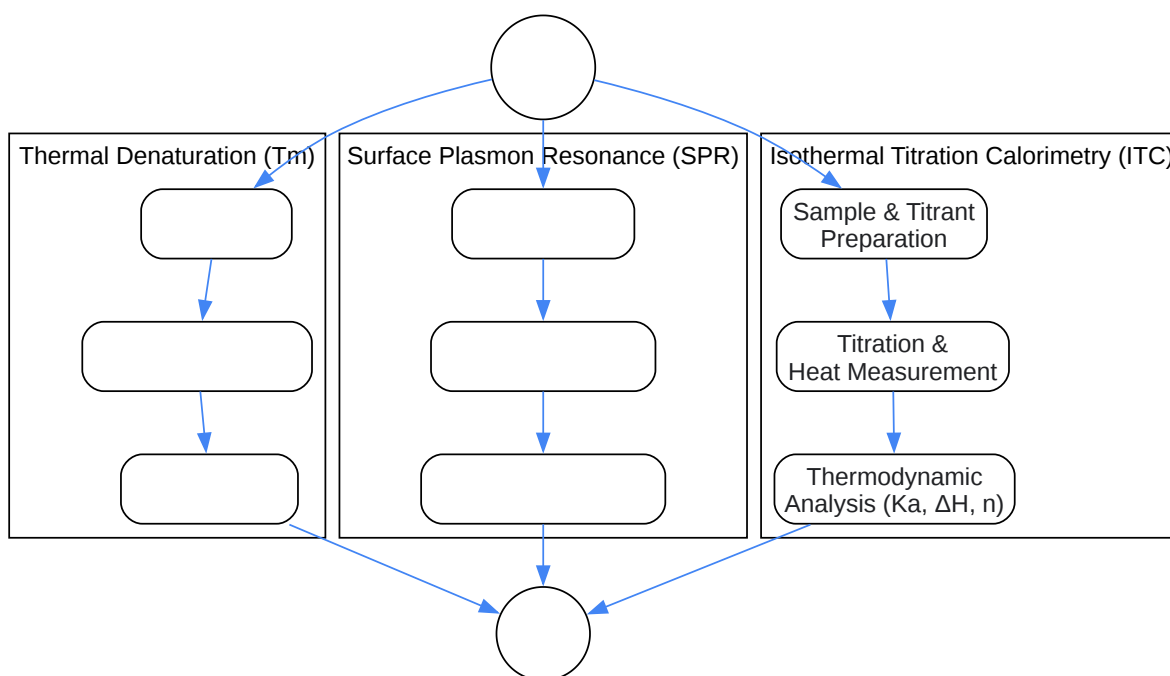 Thermal Denaturation (Tm)
Surface Plasmon Resonance (SPR)
Isothermal Titration Calorimetry (ITC)
Sample & Titrant
Preparation
Titration &
Heat Measurement
Thermodynamic
Analysis (Ka, ΔH, n)